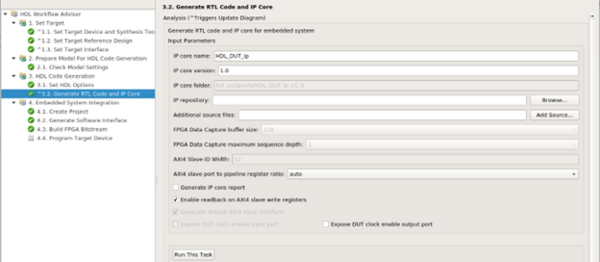 HDL Workflow Advisor
1. Set Target
^1.1. Set Target Device and Synthesis Too
^1.2. Set Target Reference Design
^1.3. Set Target Interface
2. Prepare Model For HDL Code Generation
2.1. Check Model Settings
3. HDL Code Generation
3.1. Set HDL Options
^3.2. Generate RTL Code and IP Core
4. Embedded System Integration
4.1. Create Project
4.2. Generate Software Interface
4.3. Build FPGA Bitstream
4.4. Program Target Device
3.2. Generate RTL Code and IP Core
Analysis (^Triggers Update Diagram)
Generate RTL code and IP core for embedded system
Input Parameters
IP core name: HDL_DUT_ip
IP core version: 1.0
IP core folder:
IP repository: Browse...
Additional source files: Add Source...
FPGA Data Capture buffer size: 128
FPGA Data Capture maximum sequence depth: 1
AXI4 Slave ID Width: 12
AXI4 slave port to pipeline register ratio: auto
Generate IP core report
Enable readback on AXI4 slave write registers
Generate default AXI4 slave interface
Expose DUT clock enable input port Expose DUT clock enable output port
Run This Task